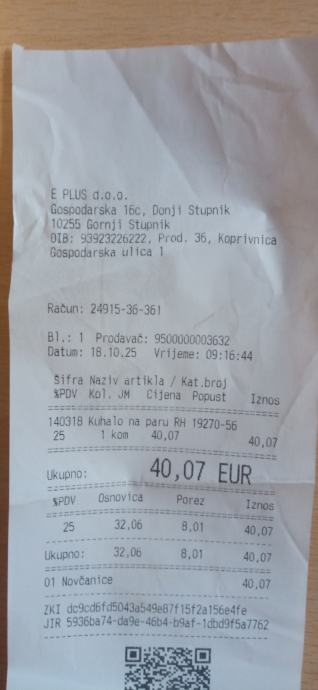 E PLUS d.o.o.
Gospodarska 16c, Donji Stupnik
10255 Gornji Stupnik
OIB: 93923226222, Prod. 36, Koprivnica
Gospodarska ulica 1
Račun: 24915-36-361
Bl.: 1 Prodavač: 9500000003632
Datum: 18.10.25 Vrijeme: 09:16:44
Šifra Naziv artikla / Kat.broj
%PDV Kol. JM Cijena Popust Iznos
140318 Kuhalo na paru RH 19270-56
25 1 kom 40,07 40,07
Ukupno: 40,07 EUR
%PDV Osnovica Porez Iznos
25 32,06 8,01 40,07
Ukupno: 32,06 8,01 40,07
01 Novčanice 40,07
ZKI dc9cd6fd5043a549e87f15f2a156e4fe
JIR 5936ba74-da9e-46b4-b9af-1dbd9f5a7762